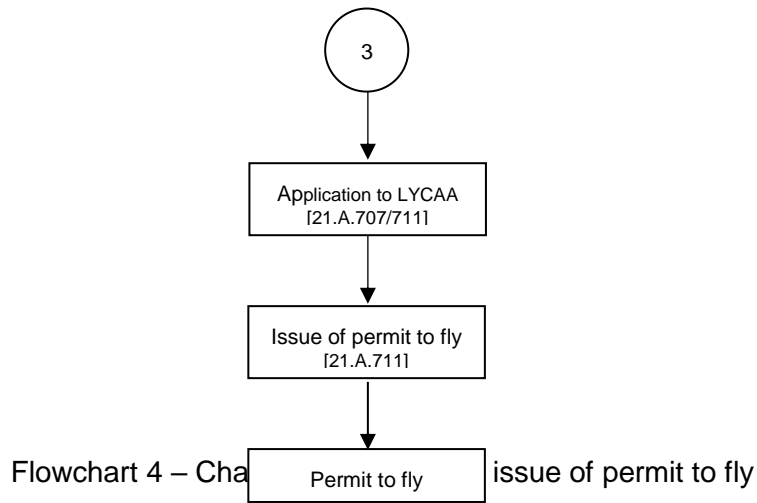 3
Application to LYCAA
[21.A.707/711]
Issue of permit to fly
[21.A.711]
Permit to fly
Flowchart 4 – Cha issue of permit to fly